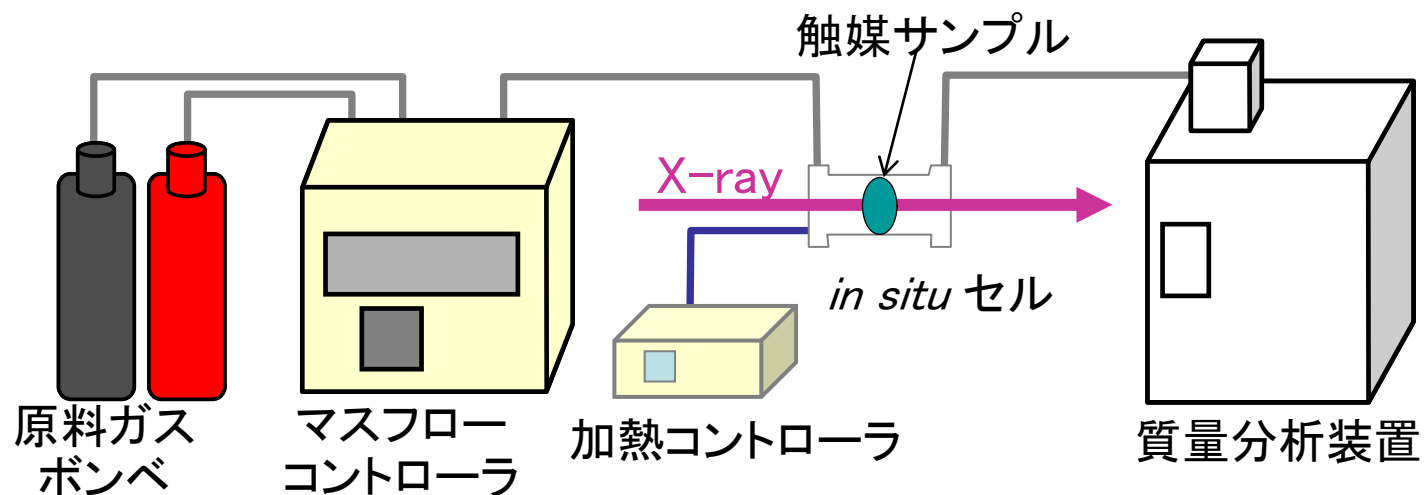 触媒サンプル
X-ray
in situ セル
原料ガス
ボンベ
マスフロー
コントローラ
加熱コントローラ
質量分析装置